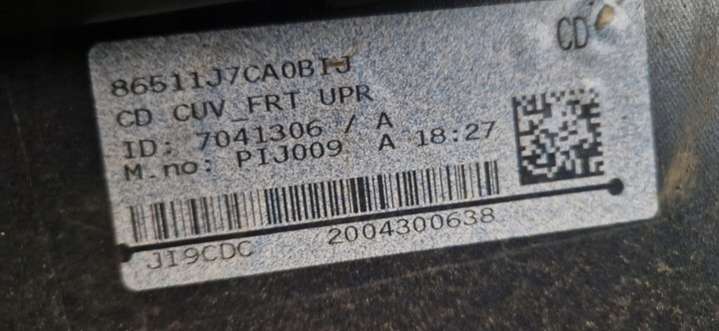 CD
86511J7CA0BIJ
CD CUV_FRT UPR
ID: 7041306 / A
M.no: PIJ009 A 18:27
JI9CDC 2004300638